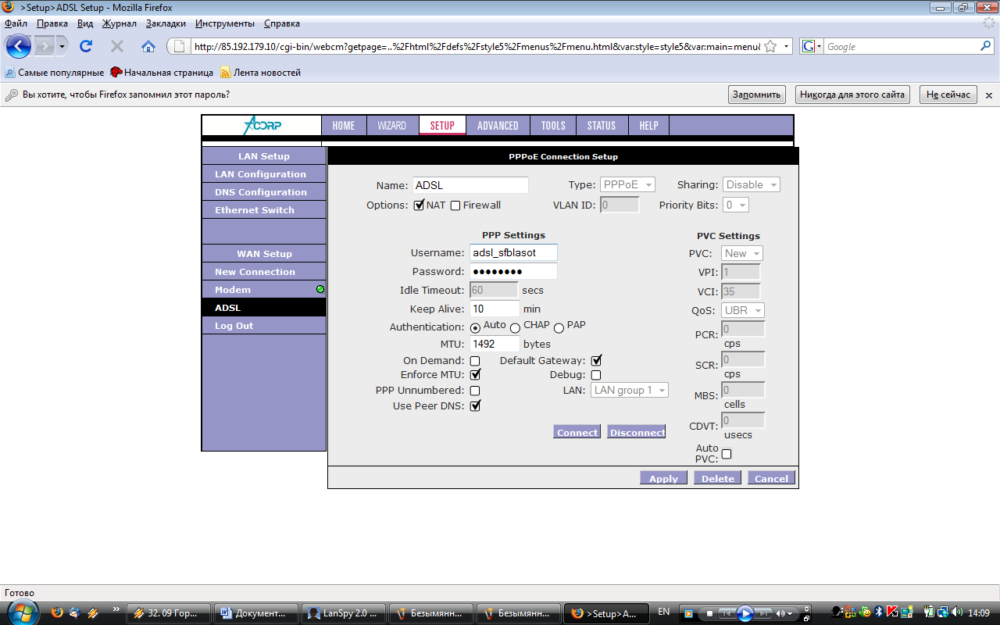 >Setup>ADSL Setup - Mozilla Firefox
Файл Правка Вид Журнал Закладки Инструменты Справка
http://85.192.179.10/cgi-bin/webcm?getpage=..%2Fhtml%2Fdefs%2Fstyle5%2Fmenus%2Fmenu.html&var:style=style5&var:main=menu& Google
Самые популярные Начальная страница Лента новостей
Вы хотите, чтобы Firefox запомнил этот пароль? Запомнить Никогда для этого сайта Не сейчас
ACORP HOME WIZARD SETUP ADVANCED TOOLS STATUS HELP
LAN Setup
LAN Configuration
DNS Configuration
Ethernet Switch
WAN Setup
New Connection
Modem
ADSL
Log Out
PPPoE Connection Setup
Name: ADSL Type: PPPoE Sharing: Disable
Options: NAT Firewall VLAN ID: 0 Priority Bits: 0
PPP Settings
Username: adsl_sfblasot
Password: ●●●●●●●●
Idle Timeout: 60 secs
Keep Alive: 10 min
Authentication: Auto CHAP PAP
MTU: 1492 bytes
On Demand: Default Gateway:
Enforce MTU: Debug:
PPP Unnumbered: LAN: LAN group 1
Use Peer DNS:
Connect Disconnect
PVC Settings
PVC: New
VPI: 1
VCI: 35
QoS: UBR
PCR: 0
cps
SCR: 0
cps
MBS: 0
cells
CDVT: 0
usecs
Auto
PVC:
Apply Delete Cancel
Готово
32. 09 Гор... Документ... LanSpy 2.0 ... Безымянн... Безымянн... >Setup>A... EN 14:09